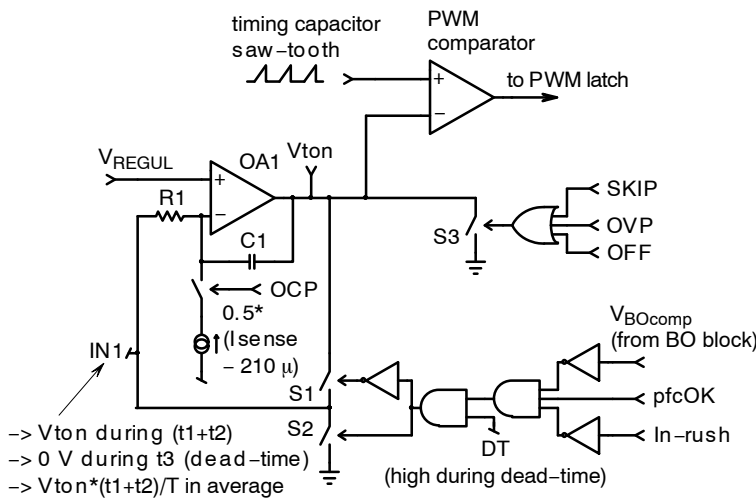 timing capacitor
saw-tooth
PWM
comparator
to PWM latch
+
−
VREGUL
OA1
Vton
+
−
R1
C1
S3
SKIP
OVP
OFF
OCP
0.5*
(Isense
− 210 μ)
IN1
S1
S2
VBOcomp
(from BO block)
pfcOK
In-rush
DT
(high during dead-time)
-> Vton during (t1+t2)
-> 0 V during t3 (dead-time)
-> Vton*(t1+t2)/T in average